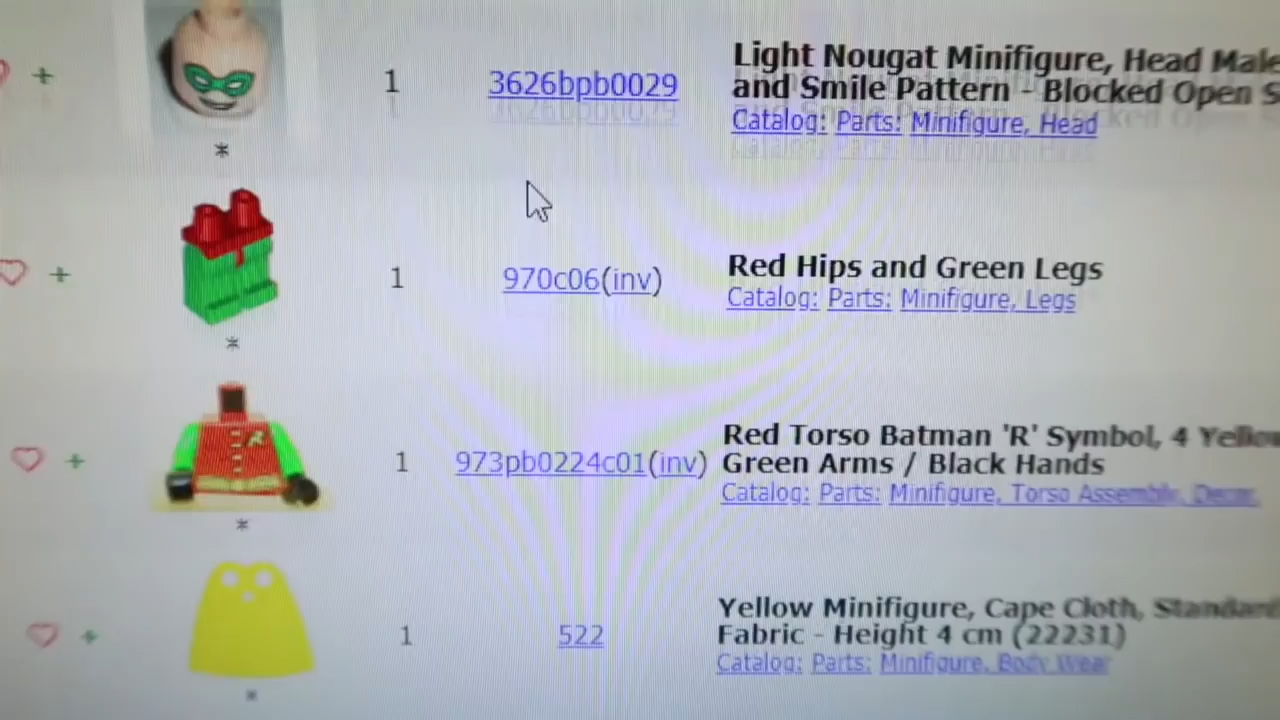 1 3626bpb0029 Light Nougat Minifigure, Head Male
and Smile Pattern - Blocked Open S
Catalog: Parts: Minifigure, Head
*
1 970c06(inv) Red Hips and Green Legs
Catalog: Parts: Minifigure, Legs
*
Red Torso Batman 'R' Symbol, 4 Yellow
1 973pb0224c01(inv) Green Arms / Black Hands
Catalog: Parts: Minifigure, Torso Assembly, Decor.
*
Yellow Minifigure, Cape Cloth, Standard
1 522 Fabric - Height 4 cm (22231)
Catalog: Parts: Minifigure, Body Wear
*